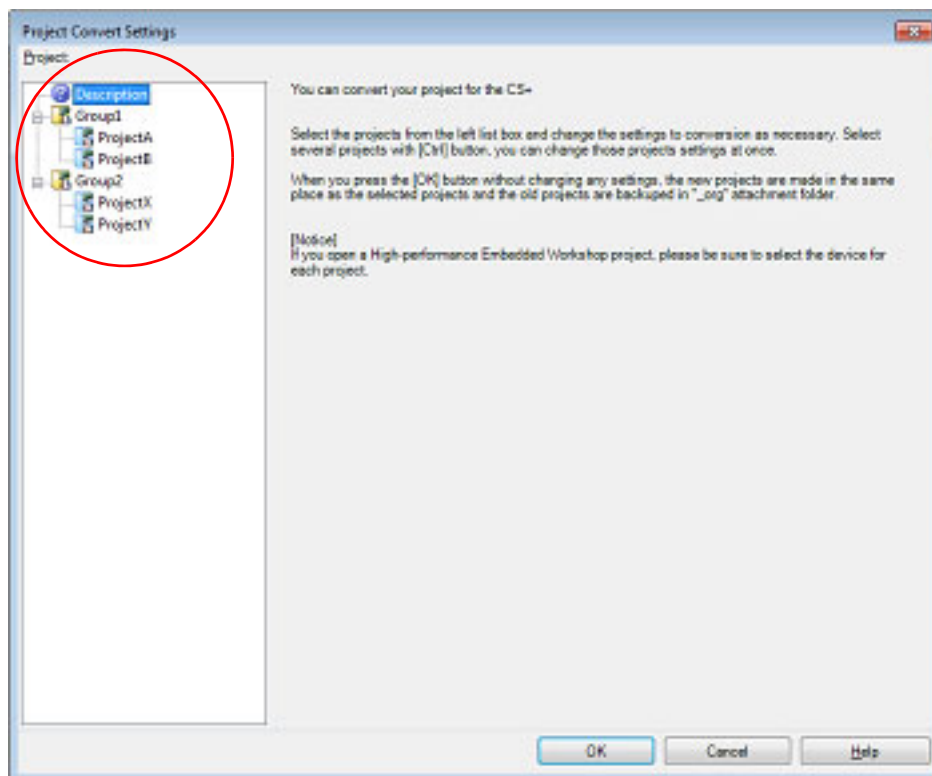 Project Convert Settings
Project:
Description
Group1
ProjectA
ProjectB
Group2
ProjectX
ProjectY
You can convert your project for the CS+
Select the projects from the left list box and change the settings to conversion as necessary. Select
several projects with [Ctrl] button, you can change those projects settings at once.
When you press the [OK] button without changing any settings, the new projects are made in the same
place as the selected projects and the old projects are backuped in "_org" attachment folder.
[Notice]
If you open a High-performance Embedded Workshop project, please be sure to select the device for
each project.
OK
Cancel
Help